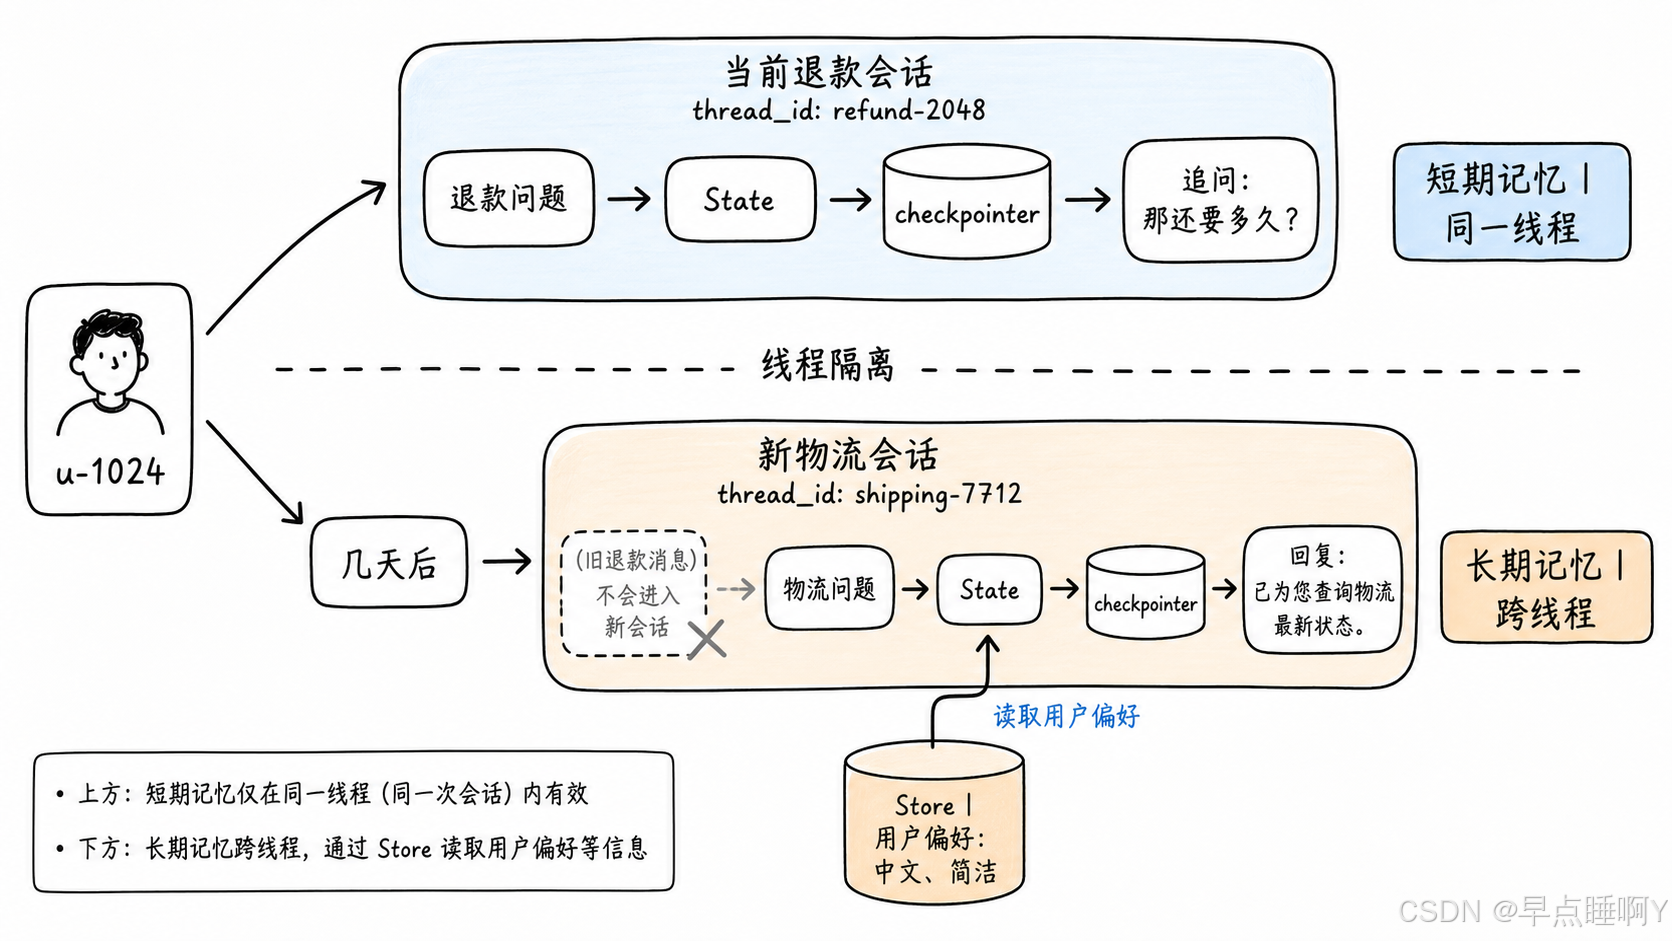 当前退款会话
thread_id: refund-2048
退款问题
State
checkpointer
追问：
那还要多久？
短期记忆 |
同一线程
线程隔离
u-1024
几天后
新物流会话
thread_id: shipping-7712
(旧退款消息)
不会进入
新会话
物流问题
State
checkpointer
回复：
已为您查询物流
最新状态。
长期记忆 |
跨线程
读取用户偏好
Store |
用户偏好：
中文、简洁
• 上方：短期记忆仅在同一线程（同一次会话）内有效
• 下方：长期记忆跨线程，通过 Store 读取用户偏好等信息
CSDN @早点睡啊Y